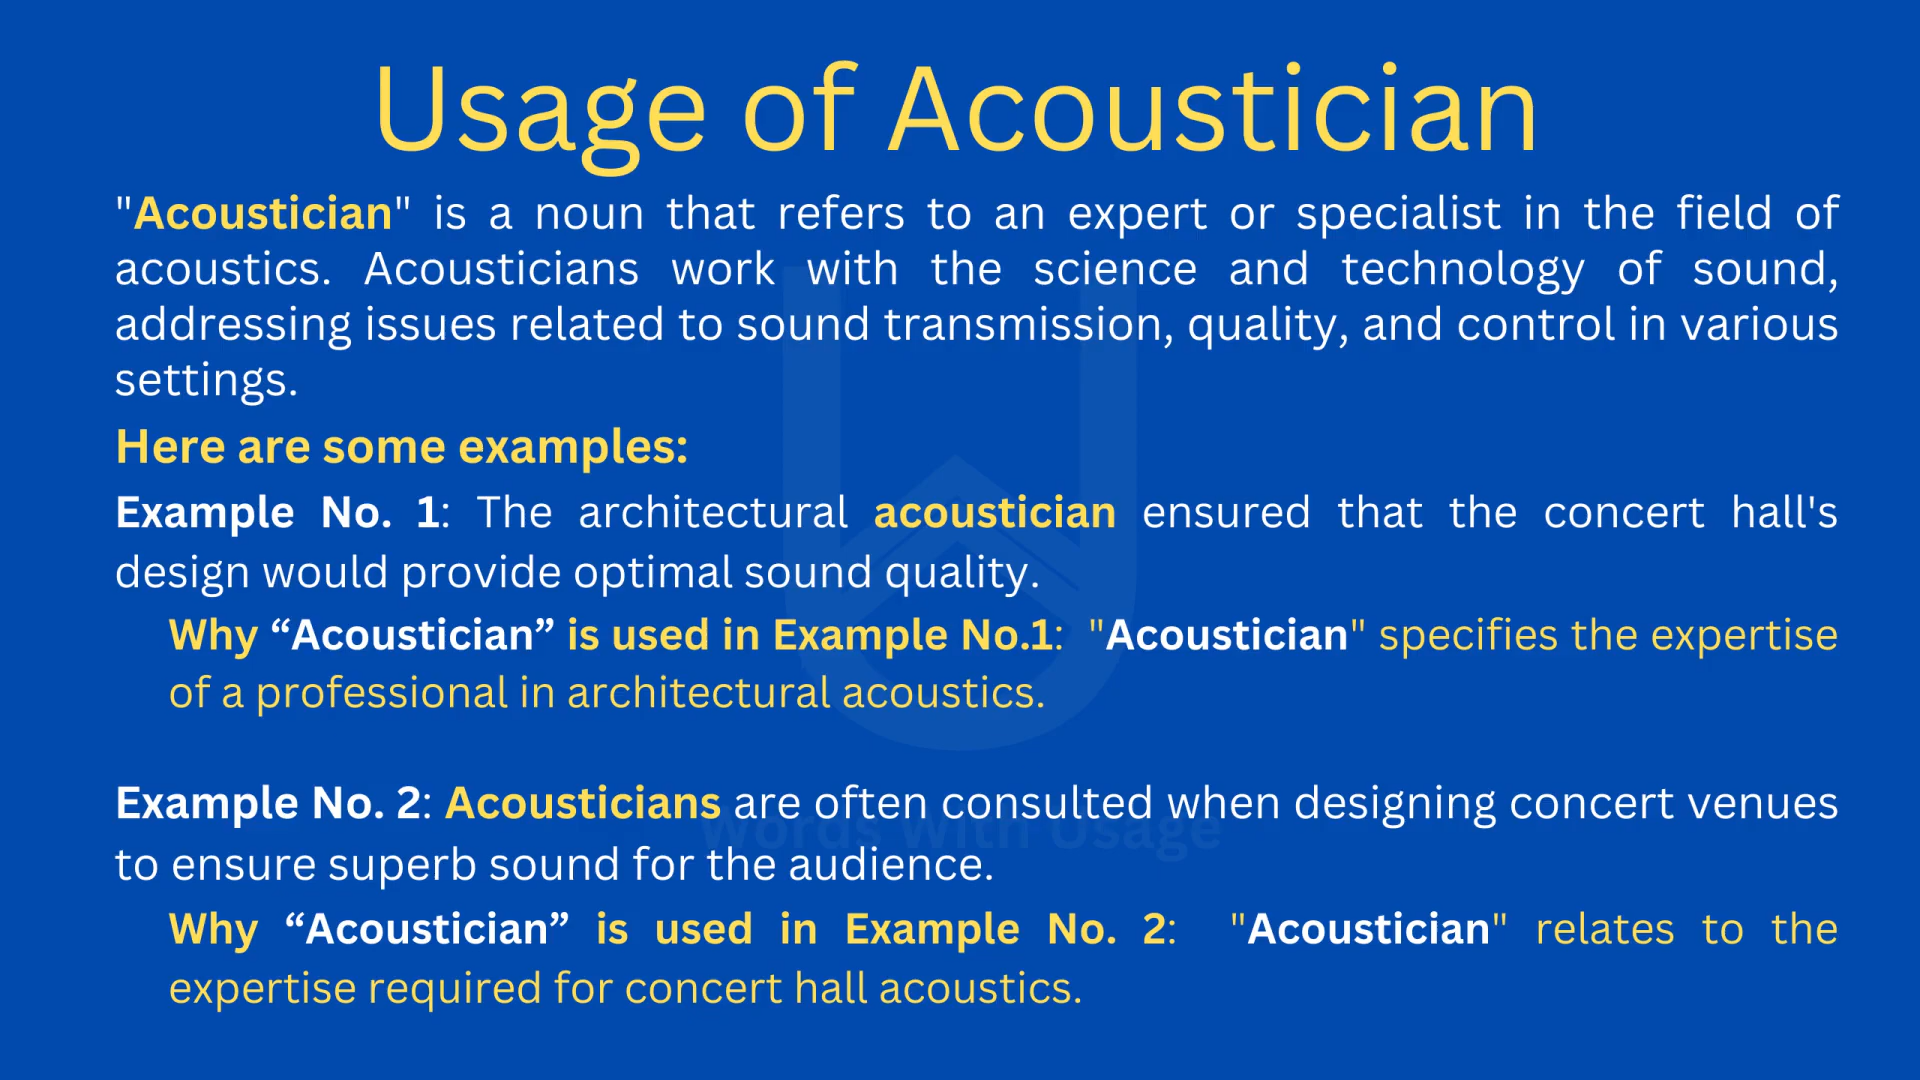 Usage of Acoustician
"Acoustician" is a noun that refers to an expert or specialist in the field of
acoustics. Acousticians work with the science and technology of sound,
addressing issues related to sound transmission, quality, and control in various
settings.
Here are some examples:
Example No. 1: The architectural acoustician ensured that the concert hall's
design would provide optimal sound quality.
Why “Acoustician” is used in Example No.1: "Acoustician" specifies the expertise
of a professional in architectural acoustics.
Example No. 2: Acousticians are often consulted when designing concert venues
Words With Usage
to ensure superb sound for the audience.
Why “Acoustician” is used in Example No. 2: "Acoustician" relates to the
expertise required for concert hall acoustics.